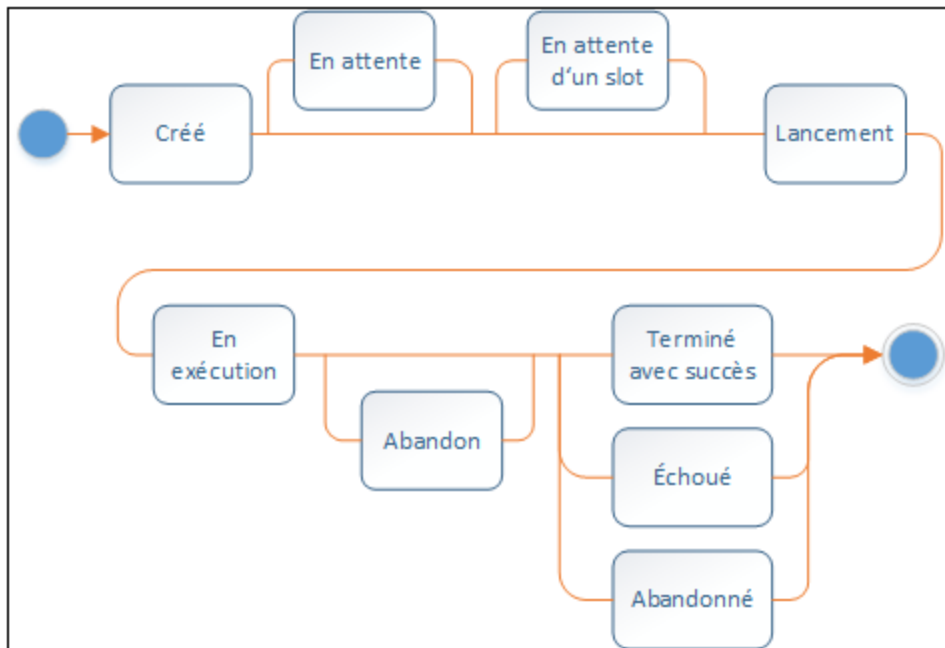 En attente
En attente
d’un slot
Créé
Lancement
En
exécution
Terminé
avec succès
Abandon
Échoué
Abandonné